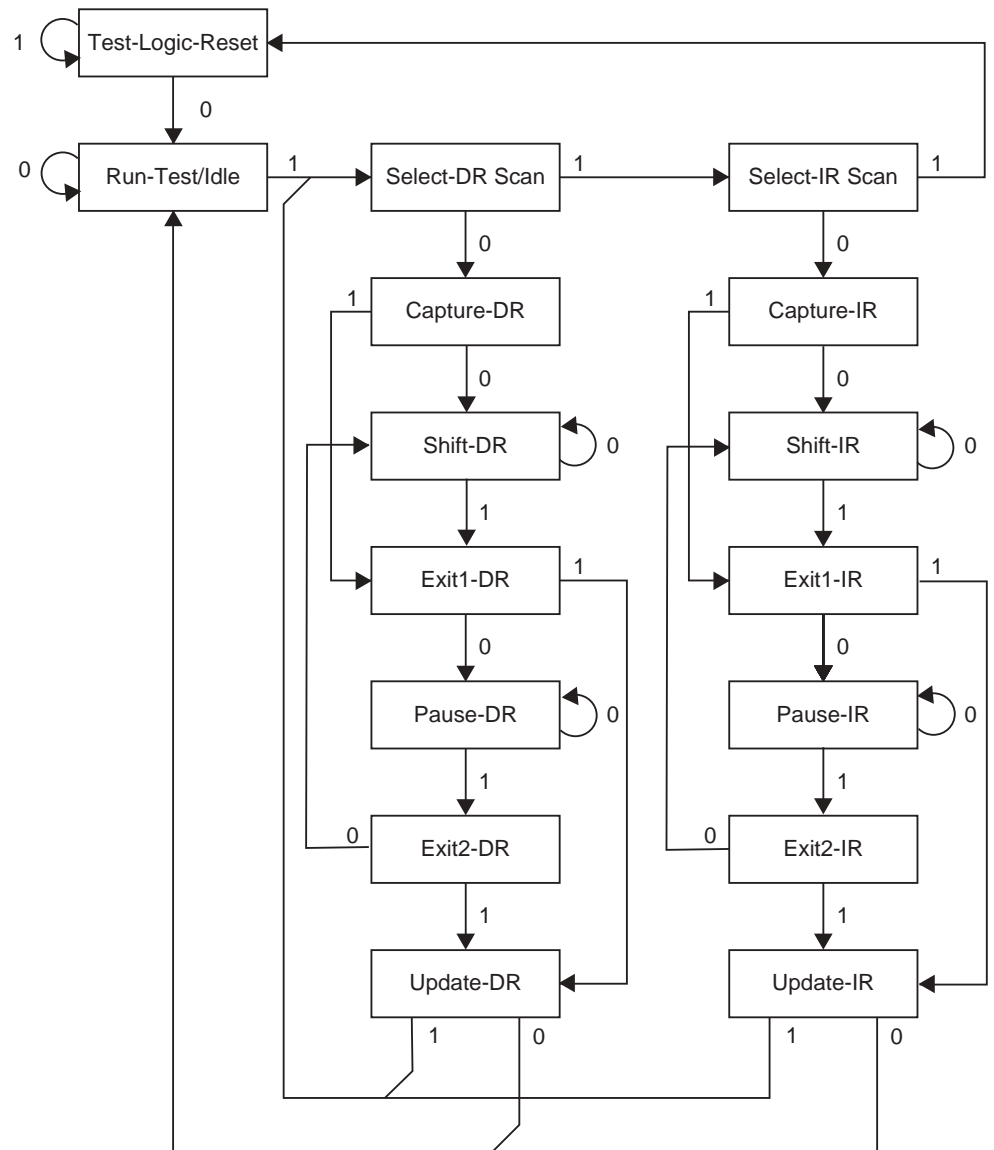 1
Test-Logic-Reset
0
0
Run-Test/Idle
1
Select-DR Scan
1
Select-IR Scan
1
0
0
1
Capture-DR
1
Capture-IR
0
0
Shift-DR
0
Shift-IR
0
1
1
Exit1-DR
1
Exit1-IR
1
0
0
Pause-DR
0
Pause-IR
0
1
1
0
Exit2-DR
0
Exit2-IR
1
1
Update-DR
Update-IR
1
0
1
0